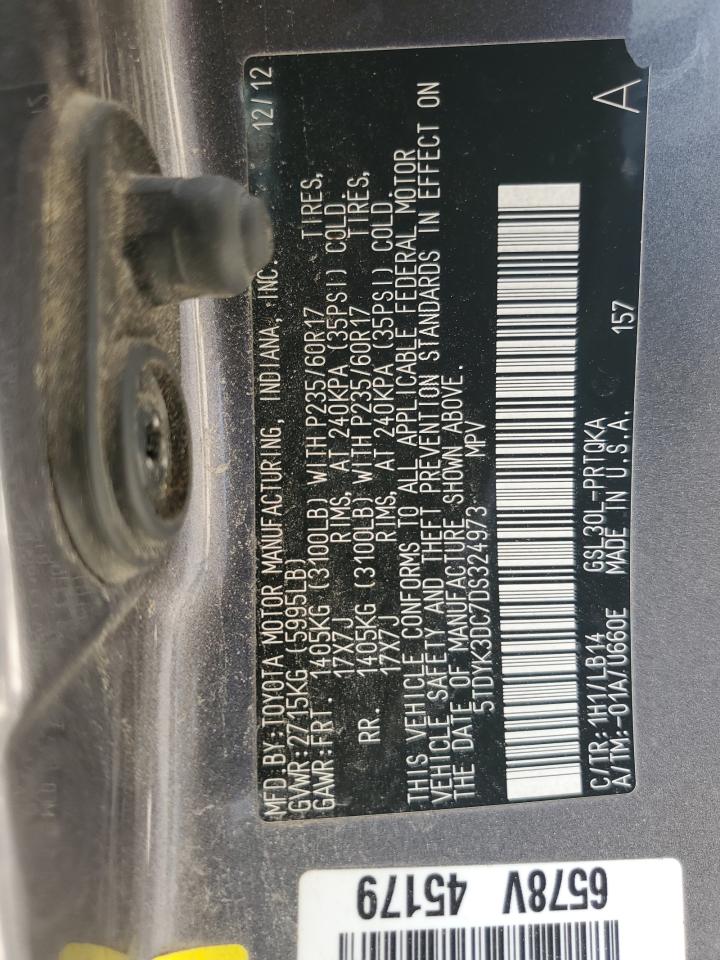 MFD.BY:TOYOTA MOTOR MANUFACTURING, INDIANA, INC. 12/12
GVWR:2715KG (5995LB)
GAWR:FRT. 1405KG (3100LB) WITH P235/60R17 TIRES,
17X7J RIMS, AT 240KPA (35PSI) COLD.
RR. 1405KG (3100LB) WITH P235/60R17 TIRES,
17X7J RIMS, AT 240KPA (35PSI) COLD.
THIS VEHICLE CONFORMS TO ALL APPLICABLE FEDERAL MOTOR
VEHICLE SAFETY AND THEFT PREVENTION STANDARDS IN EFFECT ON
THE DATE OF MANUFACTURE SHOWN ABOVE.
5TDYK3DC7DS324973 MPV
C/TR:1H1/LB14 GSL30L-PRTQKA
A/TM:-01A/U660E MADE IN U.S.A. 157 A
6578V 45179